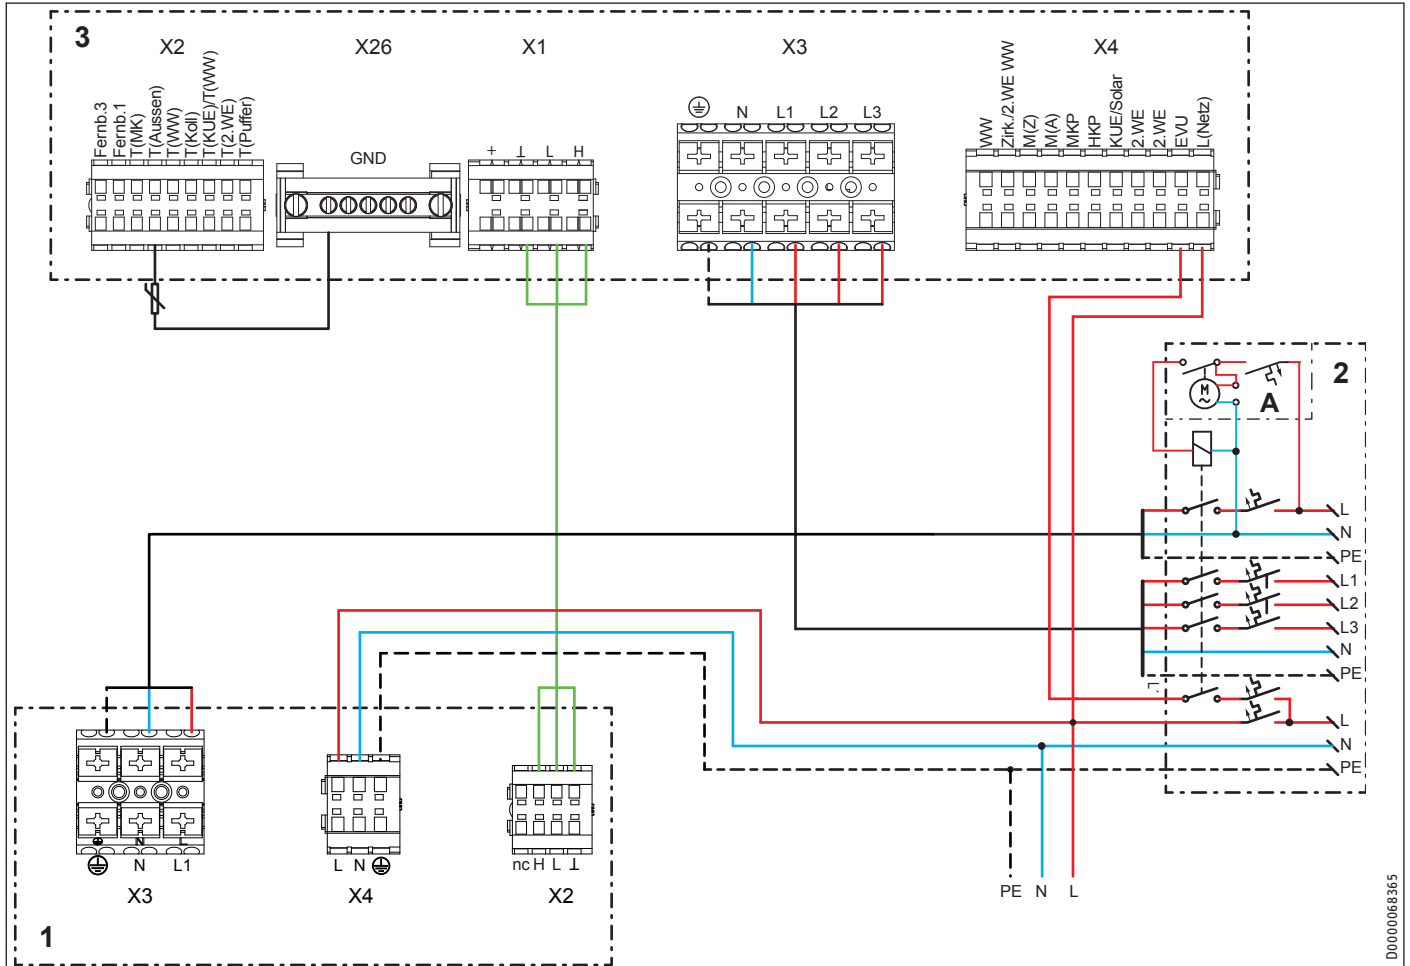 3
X2
X26
X1
X3
X4
Fernb.3
Fernb.1
T(MK)
T(Aussen)
T(WW)
T(Koll)
T(KUE)/T(WW)
T(2.WE)
T(Puffer)
GND
+ ⊥ L H
N L1 L2 L3
WW
Zirk./2.WE WW
M(Z)
M(A)
MKP
HKP
KUE/Solar
2.WE
2.WE
EVU
L(Netz)
2
M
~
A
L
N
PE
L1
L2
L3
N
PE
L
N
PE
N L
N L1
X3
L N
X4
nc H L ⊥
X2
1
PE N L
D0000068365